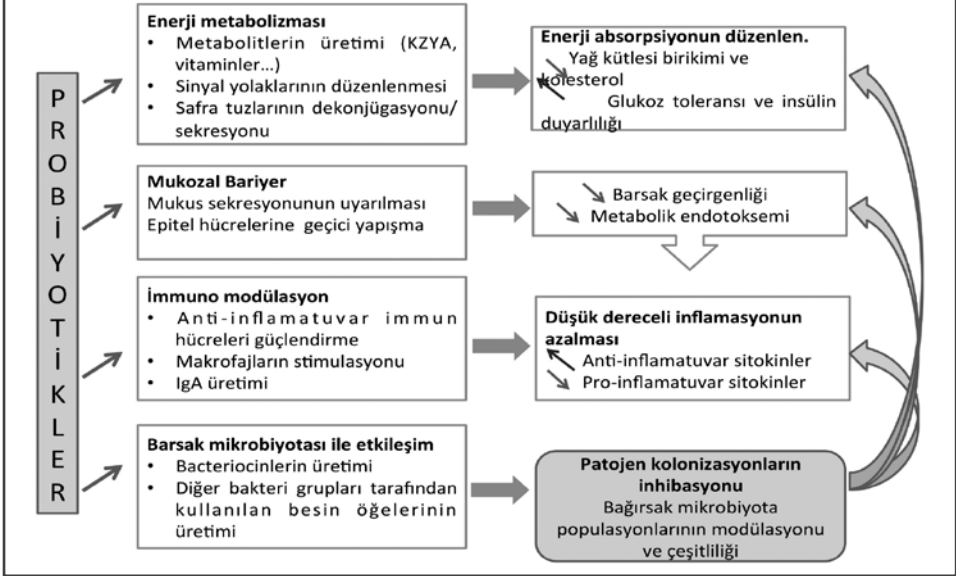 PROBİYOTİKLER
Enerji metabolizması
• Metabolitlerin üretimi (KZYA,
vitaminler...)
• Sinyal yolaklarının düzenlenmesi
• Safra tuzlarının dekonjügasyonu/
sekresyonu
Enerji absorpsiyonun düzenlen.
Yağ kütlesi birikimi ve
kolesterol
Glukoz toleransı ve insülin
duyarlılığı
Mukozal Bariyer
Mukus sekresyonunun uyarılması
Epitel hücrelerine geçici yapışma
Barsak geçirgenliği
Metabolik endotoksemi
İmmuno modülasyon
• Anti-inflamatuvar immun
hücreleri güçlendirme
• Makrofajların stimulasyonu
• IgA üretimi
Düşük dereceli inflamasyonun
azalması
Anti-inflamatuvar sitokinler
Pro-inflamatuvar sitokinler
Barsak mikrobiyotası ile etkileşim
• Bacteriocinlerin üretimi
• Diğer bakteri grupları tarafından
kullanılan besin öğelerinin
üretimi
Patojen kolonizasyonların
inhibasyonu
Bağırsak mikrobiyota
populasyonlarının modülasyonu
ve çeşitliliği